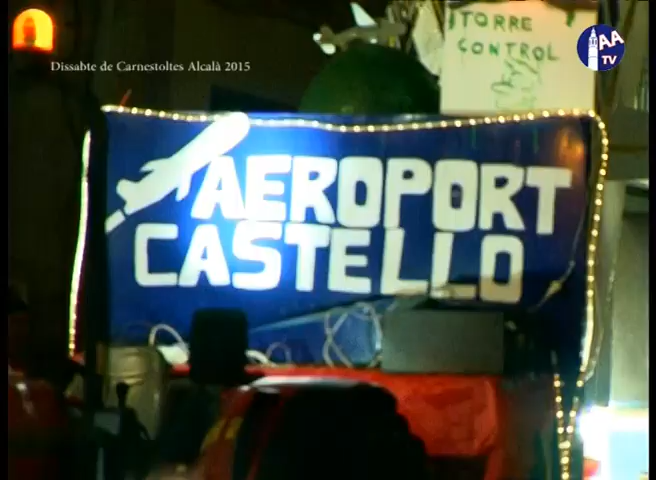 TORRE
CONTROL
AA
TV
Dissabte de Carnestoltes Alcalà 2015
AEROPORT
CASTELLO